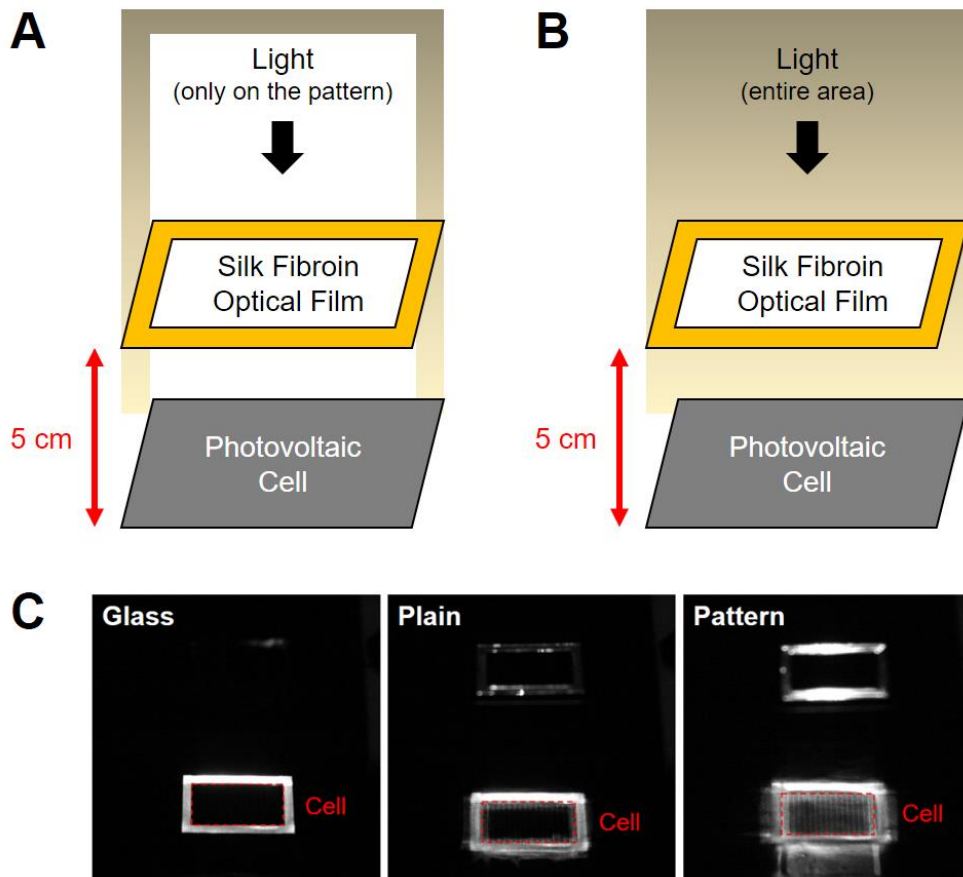 A
Light
(only on the pattern)
Silk Fibroin
Optical Film
5 cm
Photovoltaic
Cell
B
Light
(entire area)
Silk Fibroin
Optical Film
5 cm
Photovoltaic
Cell
C
Glass
Cell
Plain
Cell
Pattern
Cell